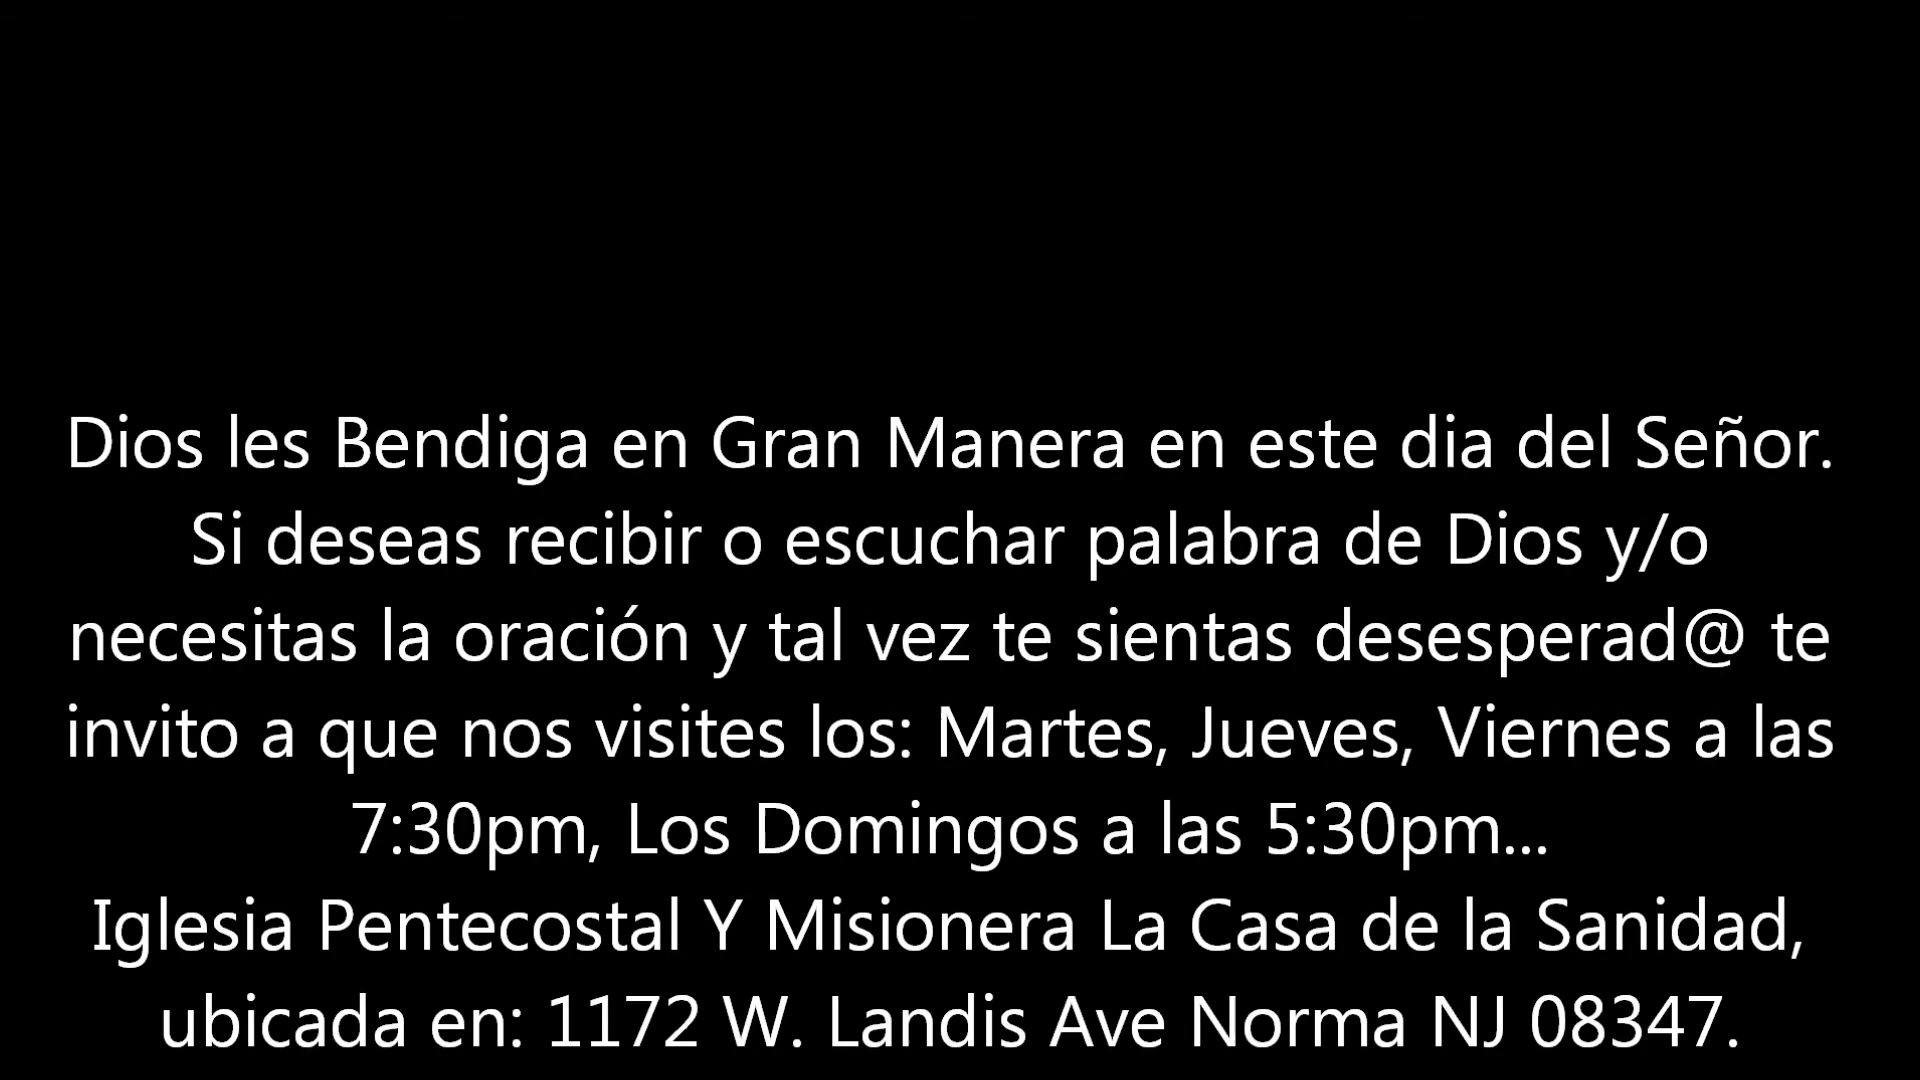 Dios les Bendiga en Gran Manera en este dia del Señor.
Si deseas recibir o escuchar palabra de Dios y/o
necesitas la oración y tal vez te sientas desesperad@ te
invito a que nos visites los: Martes, Jueves, Viernes a las
7:30pm, Los Domingos a las 5:30pm...
Iglesia Pentecostal Y Misionera La Casa de la Sanidad,
ubicada en: 1172 W. Landis Ave Norma NJ 08347.